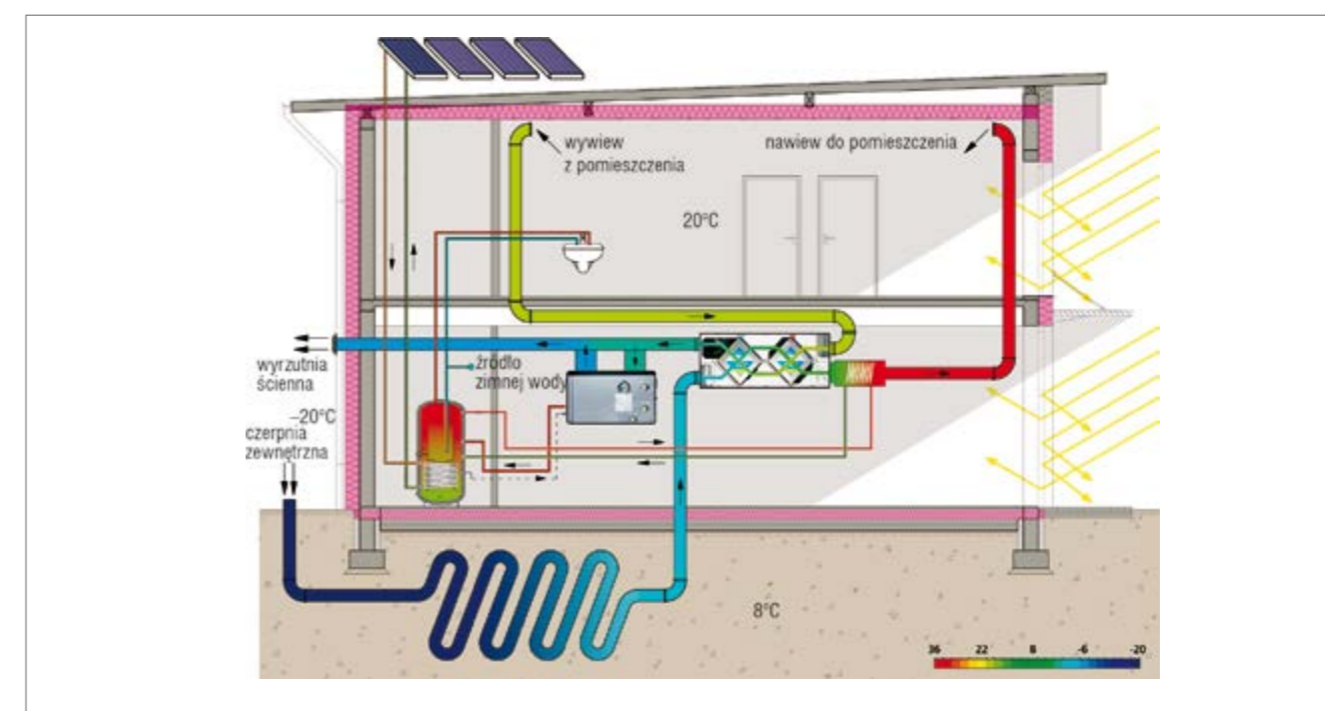 wywiew
z pomieszczenia
nawiew do pomieszczenia
20°C
wyrzutnia
ścienna
źródło
zimnej wody
–20°C
czerpnia
zewnętrzna
8°C
36 22 8 -6 -20